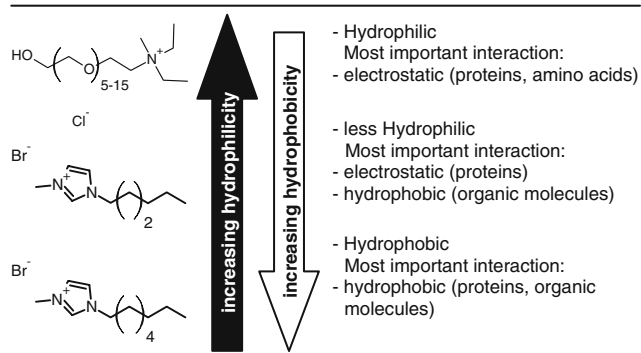 HO
O
N+
5-15
Cl-
Br-
N+
N
2
Br-
N+
N
4
increasing hydrophilicity
increasing hydrophobicity
- Hydrophilic
Most important interaction:
- electrostatic (proteins, amino acids)
- less Hydrophilic
Most important interaction:
- electrostatic (proteins)
- hydrophobic (organic molecules)
- Hydrophobic
Most important interaction:
- hydrophobic (proteins, organic
molecules)